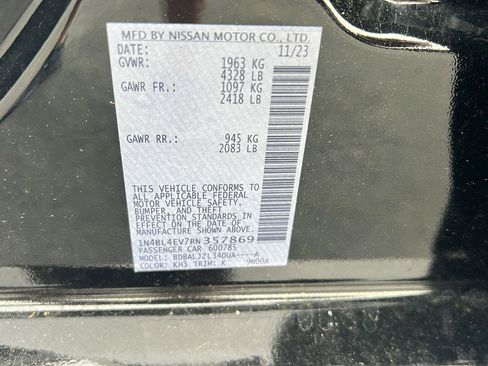 MFD BY NISSAN MOTOR CO., LTD.
DATE: 11/23
GVWR: 1963 KG
4328 LB
GAWR FR.: 1097 KG
2418 LB
GAWR RR.: 945 KG
2083 LB
THIS VEHICLE CONFORMS TO
ALL APPLICABLE FEDERAL
MOTOR VEHICLE SAFETY,
BUMPER, AND THEFT
PREVENTION STANDARDS
IN EFFECT ON THE DATE OF
MANUFACTURE SHOWN ABOVE.
1N4BL4EV7RN357869
PASSENGER CAR 600785
MODEL: BDBALJZL34DUA----A
COLOR: KH3 TRIM: K 9N00A